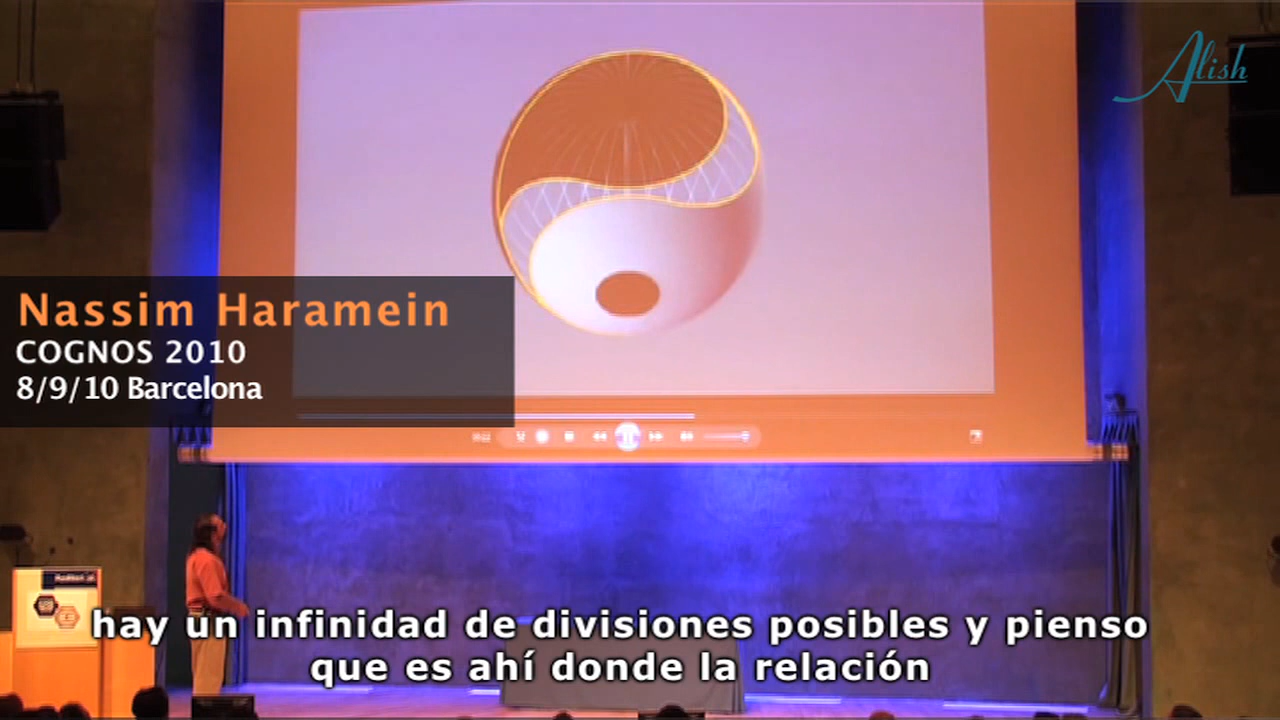 Alish
Nassim Haramein
COGNOS 2010
8/9/10 Barcelona
hay un infinidad de divisiones posibles y pienso
que es ahí donde la relación